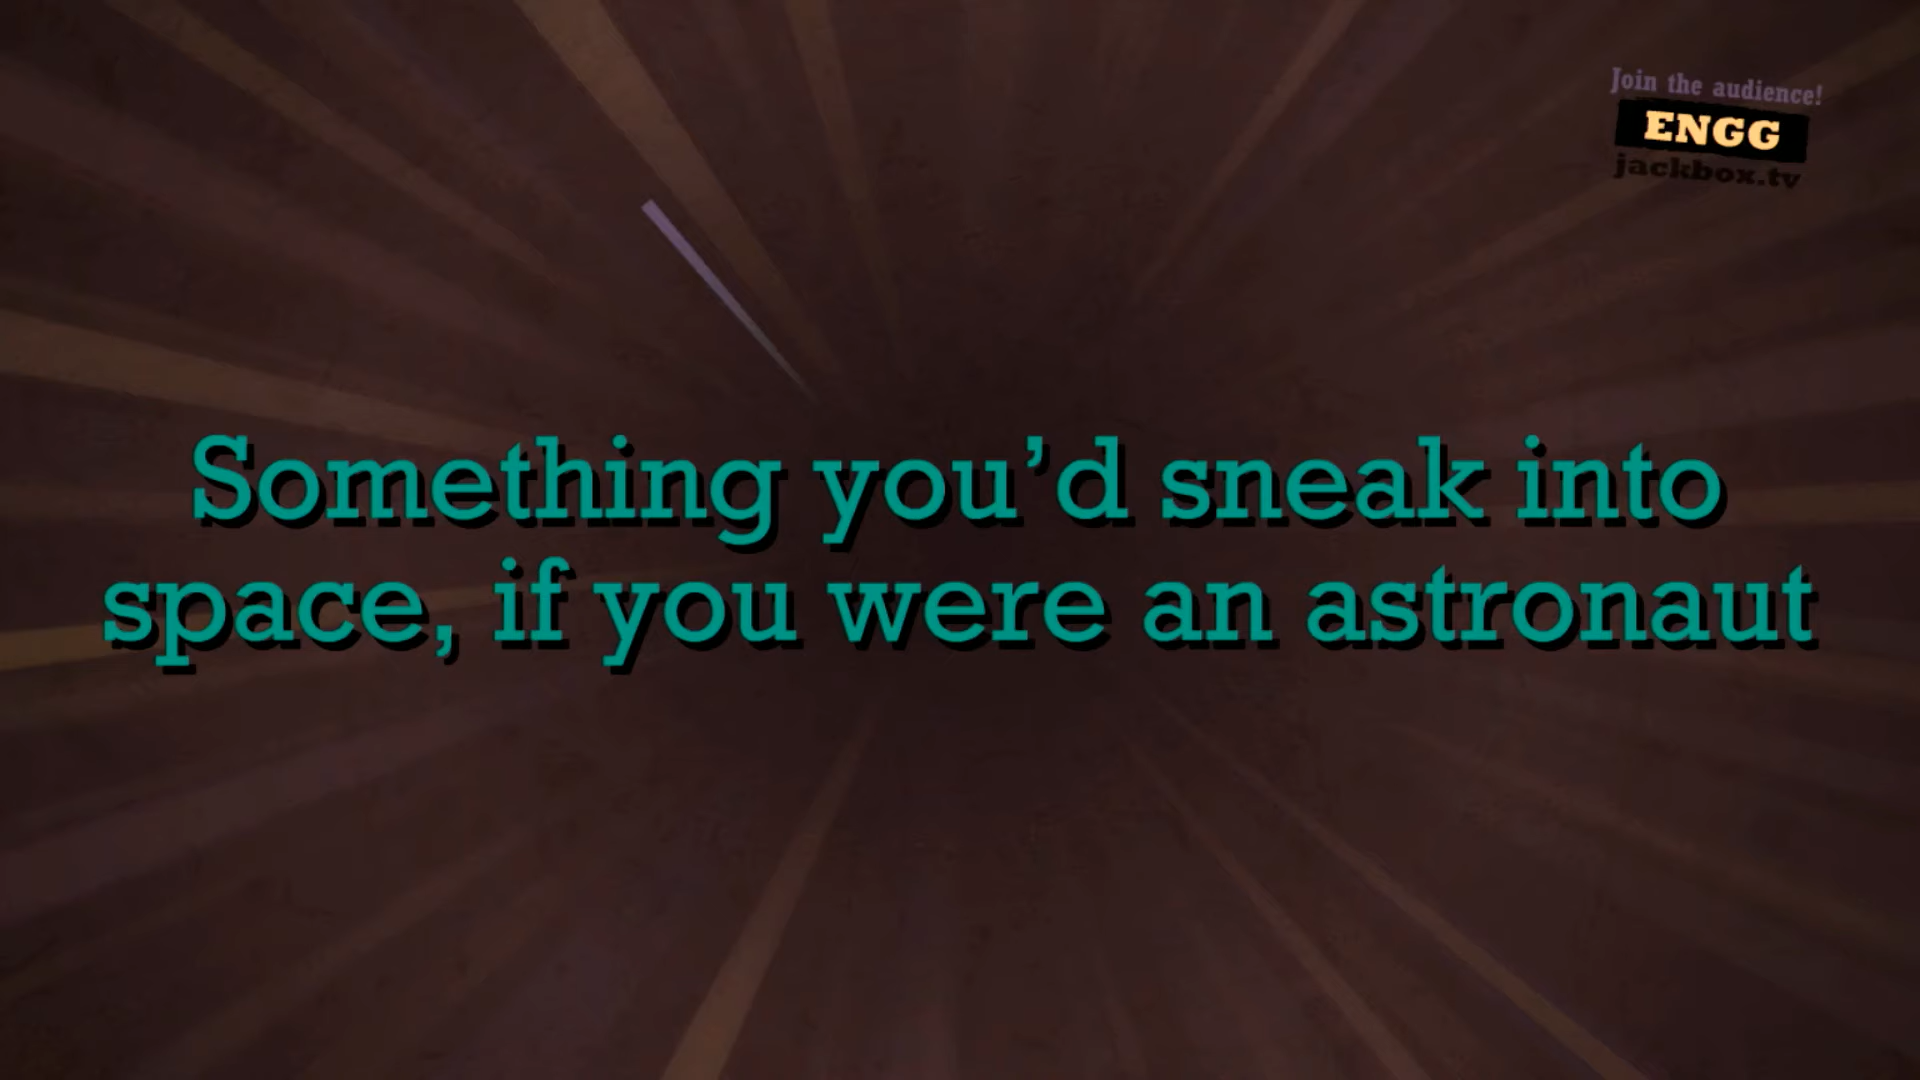 Join the audience!
ENGG
jackbox.tv
Something you’d sneak into
space, if you were an astronaut